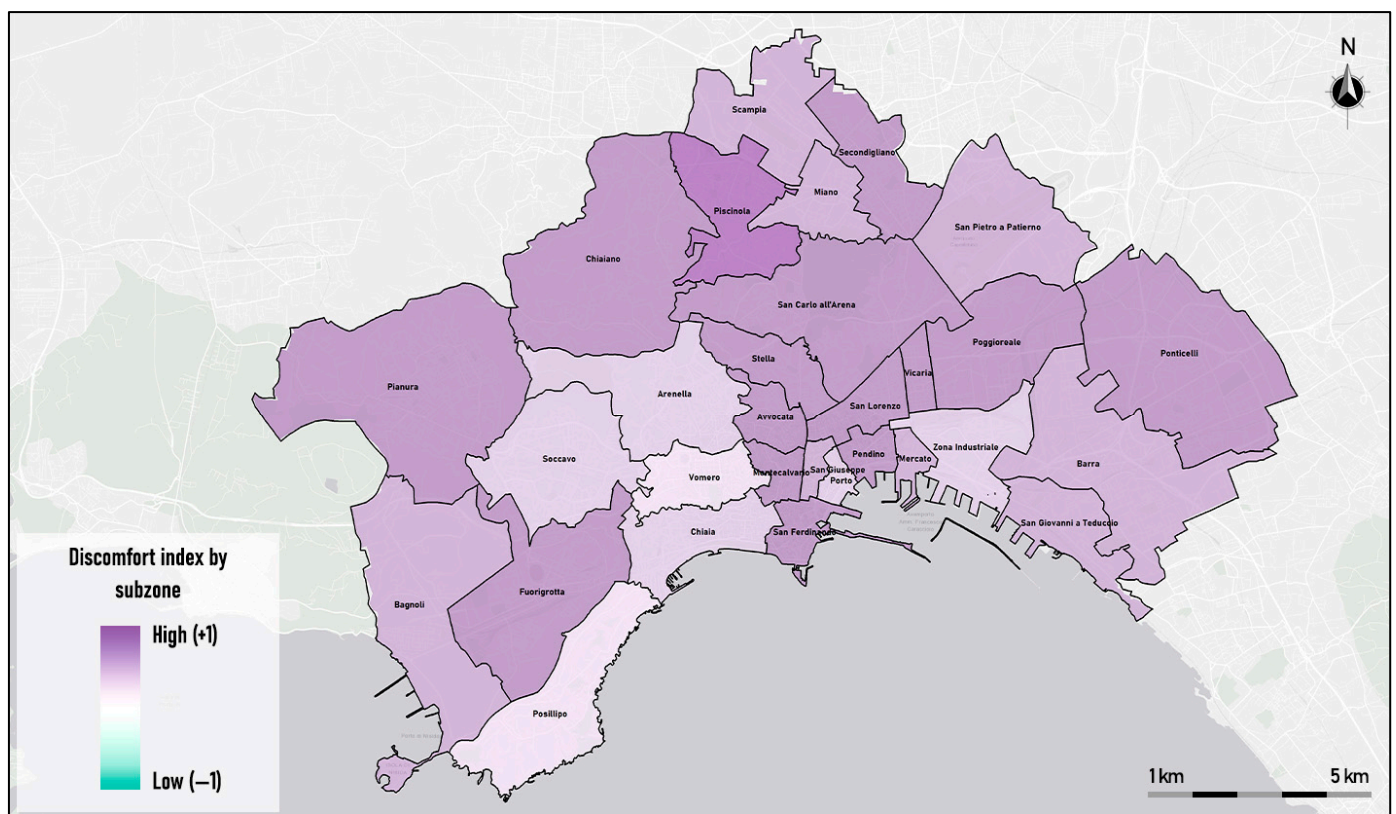 N
Scampia
Secondigliano
Miano
Piscinola
San Pietro a Patierno
Chiaiano
San Carlo all'Arena
Poggioreale
Ponticelli
Stella
Vicaria
Pianura
Arenella
San Lorenzo
Avvocata
Zona Industriale
Pendino
Mercato
Soccavo
Barra
Montecalvario
San Giuseppe
Porto
Vomero
San Giovanni a Teduccio
Chiaia
San Ferdinando
Fuorigrotta
Bagnoli
Posillipo
Discomfort index by
subzone
High (+1)
Low (—1)
1 km
5 km